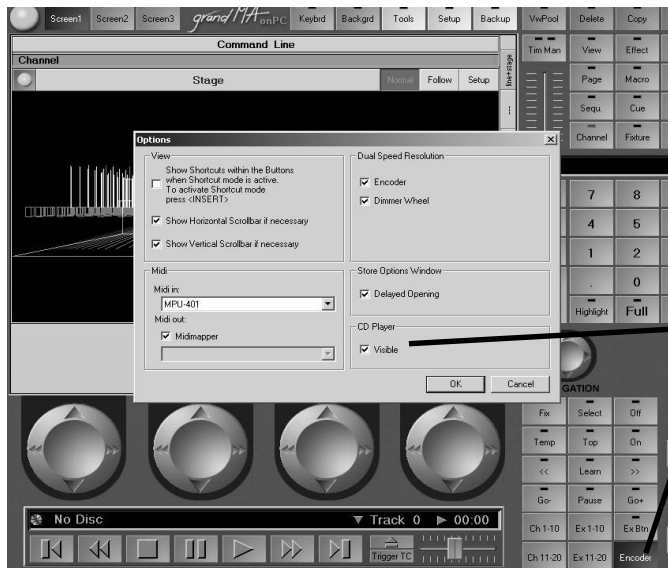 Screen1 Screen2 Screen3 grandMA onPC Keybrd Backgrd Tools Setup Backup VwPool Delete Copy
Command Line
Channel
Stage Normal Follow Setup
line+stage
---
Tim Man View Effect
Page Macro
Sequ. Cue
Channel Fixture
Options
View
Show Shortcuts within the Buttons
when Shortcut mode is active.
To activate Shortcut mode
press <INSERT>
Show Horizontal Scrollbar if necessary
Show Vertical Scrollbar if necessary
Dual Speed Resolution
Encoder
Dimmer Wheel
Midi
Midi in:
MPU-401
Midi out:
Midimapper
Store Options Window
Delayed Opening
CD Player
Visible
OK Cancel
7 8
4 5
1 2
. 0
Highlight Full
GATION
Fix Select Off
Temp Top On
<< Learn >>
Go- Pause Go+
Ch 1-10 Ex 1-10 Ex Btn
Ch 11-20 Ex 11-20 Encoder
No Disc Track 0 00:00
Trigger TC